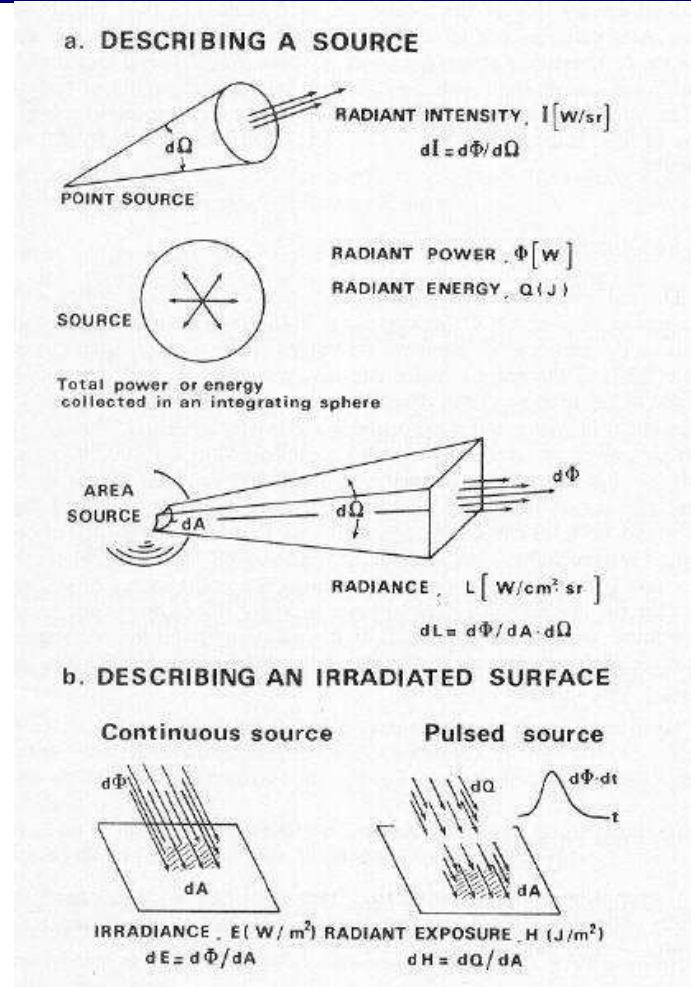 a. DESCRIBING A SOURCE
RADIANT INTENSITY, I[W/sr]
dΩ
dI = dΦ/dΩ
POINT SOURCE
RADIANT POWER, Φ[W]
RADIANT ENERGY, Q(J)
SOURCE
Total power or energy
collected in an integrating sphere
dΦ
AREA
SOURCE
dA
dΩ
RADIANCE, L[W/cm² sr]
dL = dΦ/dA·dΩ
b. DESCRIBING AN IRRADIATED SURFACE
Continuous source
Pulsed source
dΦ
dQ
dΦ·dt
t
dA
dA
IRRADIANCE, E(W/m²) RADIANT EXPOSURE, H(J/m²)
dE = dΦ/dA
dH = dQ/dA